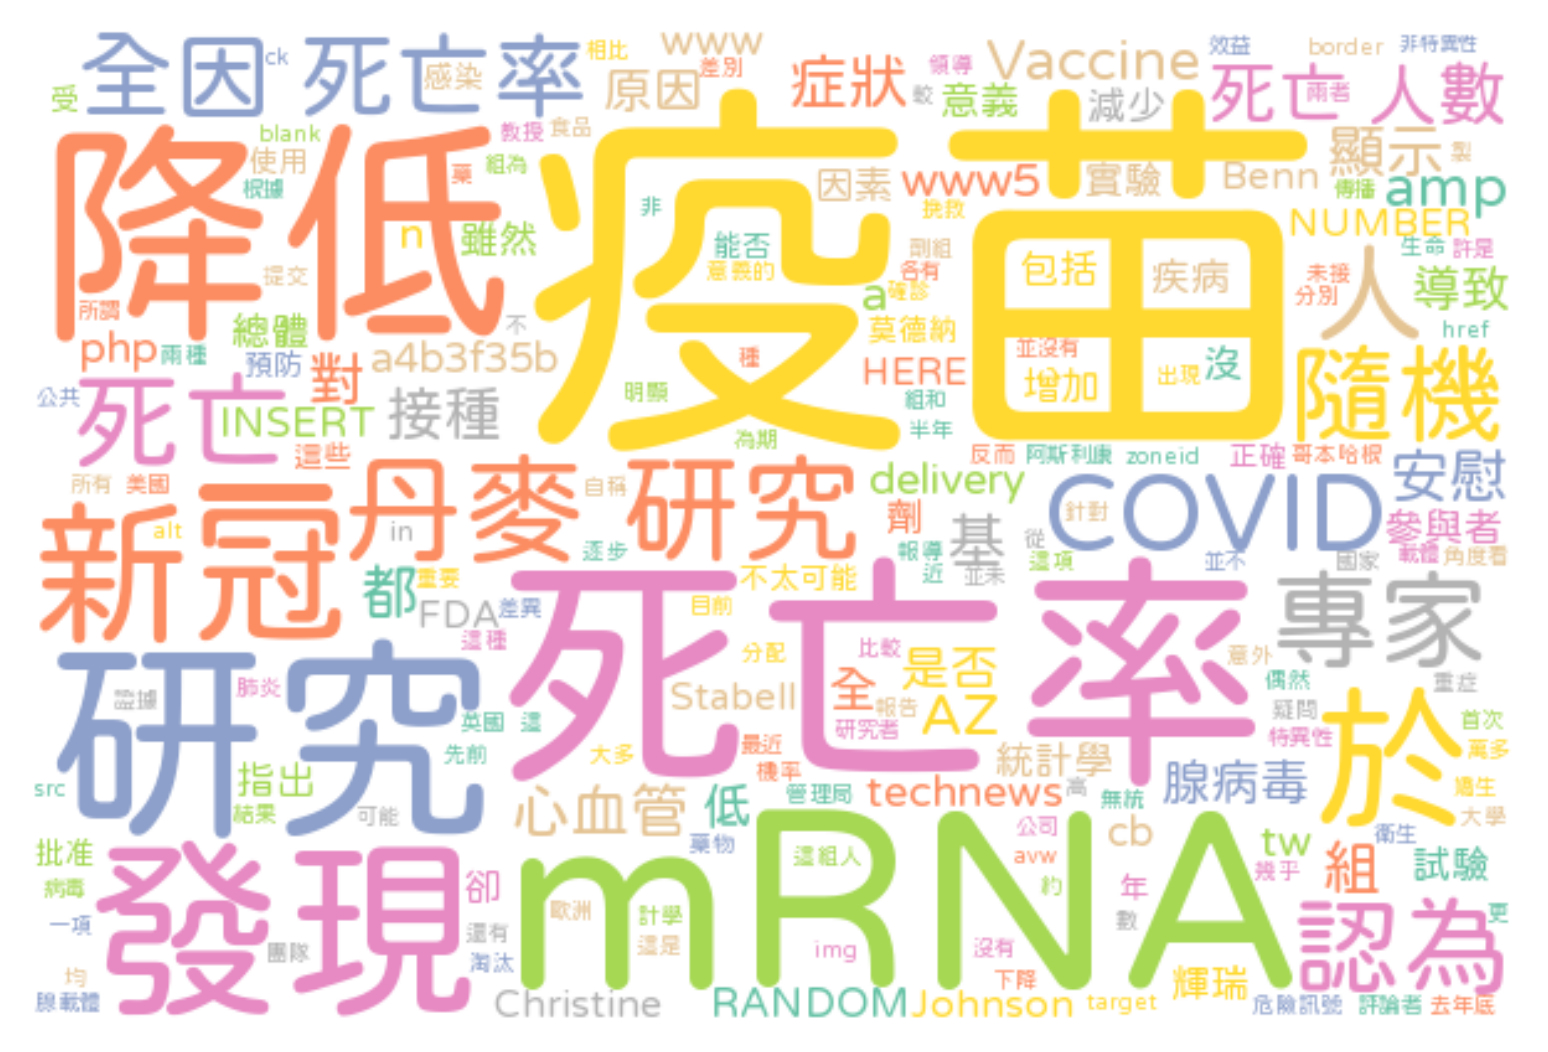 全因 ck 死亡率 感染 相比 www 差別 原因 症狀 領導 Vaccine 效益 border 非特異性
受 較 意義 減少 死亡 兩者 人數
blank 教授 食品 顯示 製
降低 使用 組為 疫苗 因素 www5 實驗 Benn 傳播 amp
根據 藥 非 挽救 NUMBER
n 雖然 能否 副組 包括 疾病 生命 許是
提交 意義的 各有 未接 人 導致
所謂 總體 不 a 確診 分別
php 兩種 莫德納 href
預防 對 a4b3f35b 種 HERE 並沒有 出現 沒 隨機
公共 死亡 INSERT 接種 明顯 組和 增加
為期 半年
這些 反而 阿斯利康 zoneid 正確 哥本哈根
所有 美國 丹麥 研究 自稱 delivery COVID 安慰
新冠 alt in 劑 基 從 針對 參與者
逐步 報導 這項 並不 國家 載體 角度看
都 重要 不太可能 近 並未
FDA 差異 死亡率 目前 專家
這種 分配 比較 是否 意外
研究 證據 肺炎 Stabell 全 報告 AZ 偶然 重症
英國 這 研究者 疑問 於 首次
先前 大多 最近 特異性 萬多
指出 機率 統計學
src 心血管 低 管理局 technews 高 無統 腺病毒 矯生
結果 可能 mRNA 公司 cb 大學
批准 藥物 這組人 tw 衛生
發現 卻 avw 幾乎 組 試驗
病毒 約 年
一項 歐洲 計學 數 認為 更
還有 這是 img 沒有
均 團隊 淘汰 下降 輝瑞
腺載體 Christine RANDOM Johnson target 危險訊號 評論者 去年底